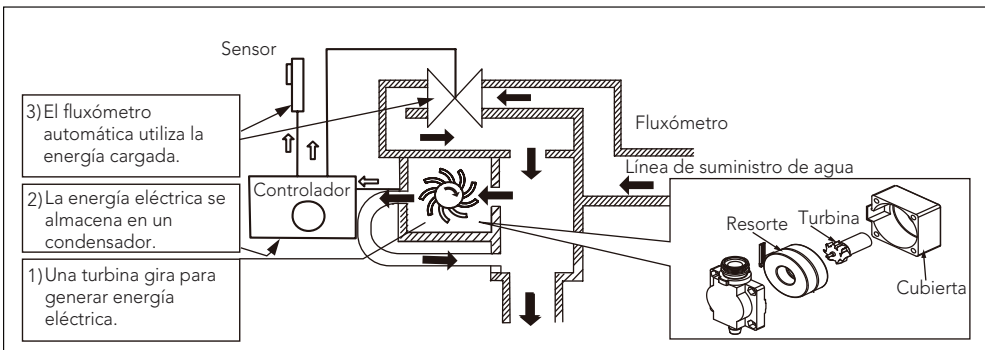 Sensor
3) El fluxómetro
automática utiliza la
energía cargada.
Fluxómetro
Línea de suministro de agua
Controlador
2) La energía eléctrica se
almacena en un
condensador.
1) Una turbina gira para
generar energía
eléctrica.
Turbina
Resorte
Cubierta